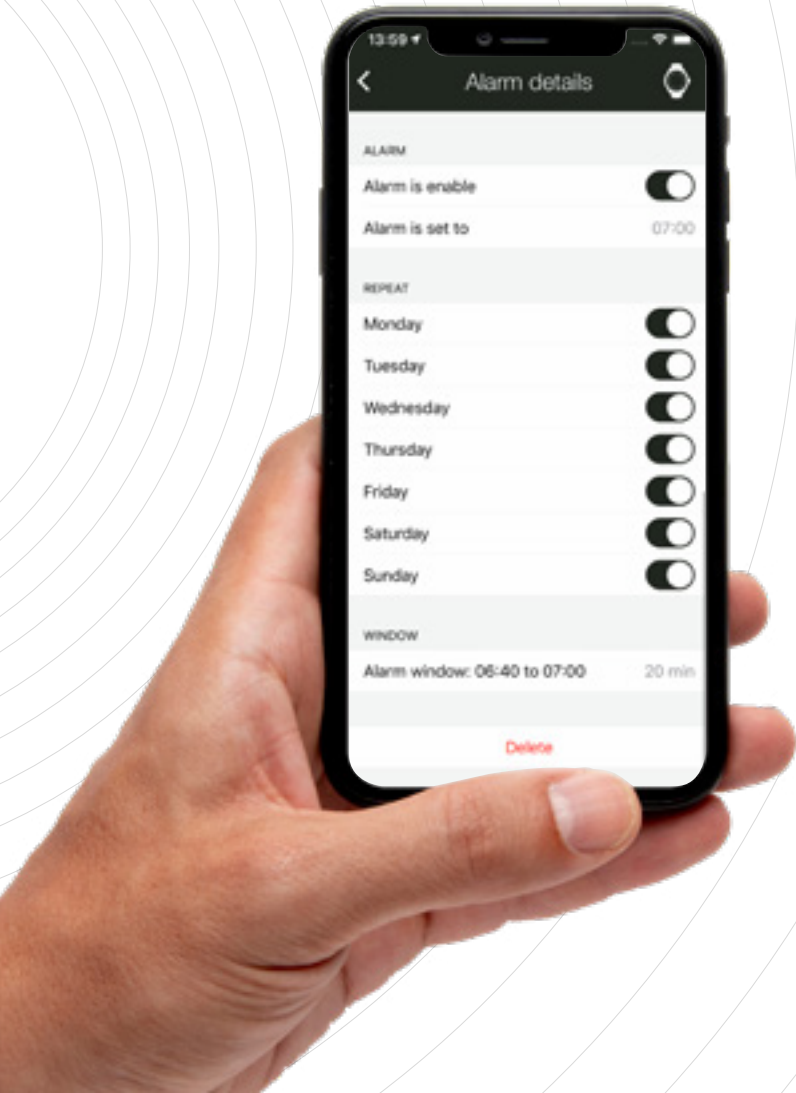 13:59
Alarm details
ALARM
Alarm is enable
Alarm is set to 07:00
REPEAT
Monday
Tuesday
Wednesday
Thursday
Friday
Saturday
Sunday
WINDOW
Alarm window: 06:40 to 07:00 20 min
Delete